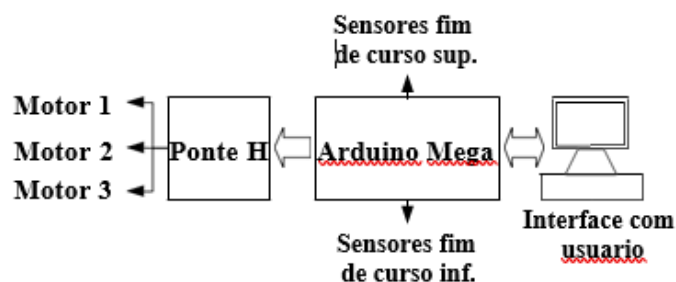 Sensores fim
de curso sup.
Motor 1
Motor 2
Motor 3
Ponte H
Arduino Mega
Interface com
usuario
Sensores fim
de curso inf.